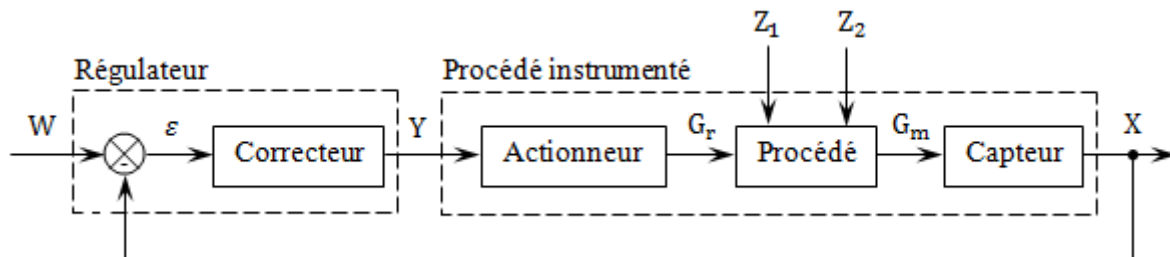 Z₁ Z₂
Régulateur Procédé instrumenté
W ε Y Gᵣ Gₘ X
Correcteur Actionneur Procédé Capteur
-
-